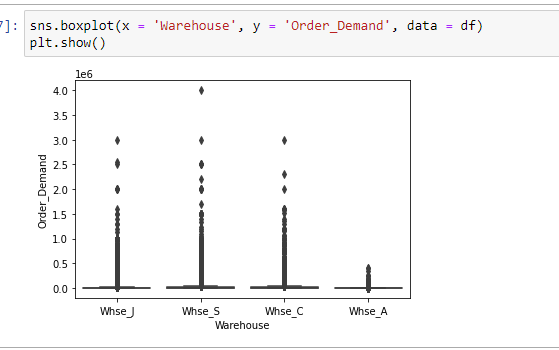 7]: sns.boxplot(x = 'Warehouse', y = 'Order_Demand', data = df)
plt.show()
1e6
4.0
3.5
3.0
2.5
2.0
1.5
1.0
0.5
0.0
Order_Demand
Whse_J Whse_S Whse_C Whse_A
Warehouse